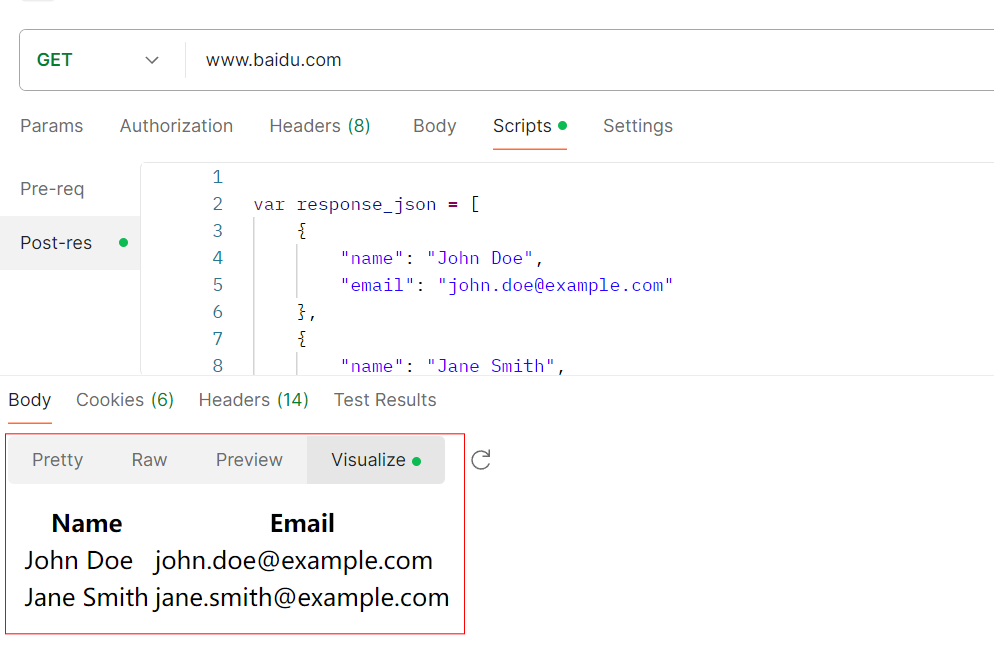 GET www.baidu.com
Params Authorization Headers (8) Body Scripts Settings
Pre-req
Post-res
1
2 var response_json = [
3 {
4 "name": "John Doe",
5 "email": "john.doe@example.com"
6 },
7 {
8 "name": "Jane Smith",
Body Cookies (6) Headers (14) Test Results
Pretty Raw Preview Visualize
Name Email
John Doe john.doe@example.com
Jane Smith jane.smith@example.com